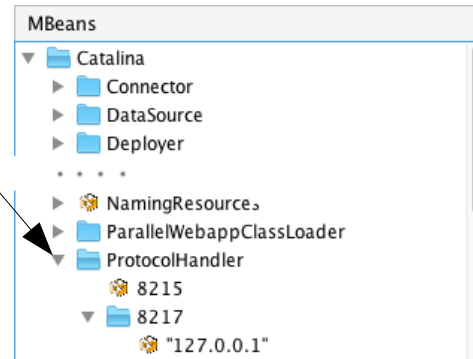 MBeans
Catalina
Connector
DataSource
Deployer
. . . .
NamingResources
ParallelWebappClassLoader
ProtocolHandler
8215
8217
"127.0.0.1"